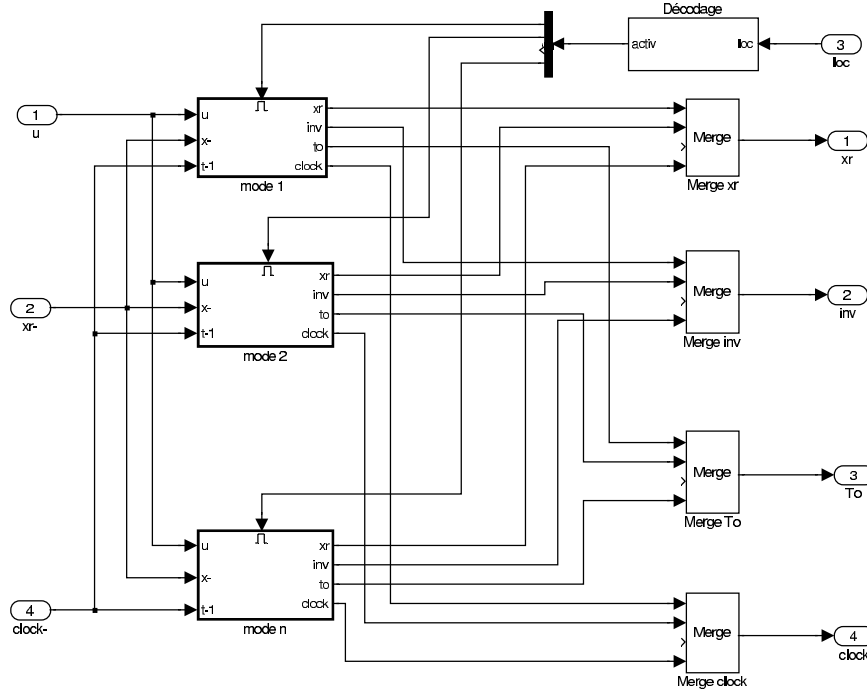 Décodage
activ
lloc
3
lloc
1
u
u
x-
t-1
xr
inv
to
clock
mode 1
Merge
Merge xr
1
xr
2
xr-
u
x-
t-1
xr
inv
to
clock
mode 2
Merge
Merge inv
2
inv
Merge
Merge To
3
To
4
clock-
u
x-
t-1
xr
inv
to
clock
mode n
Merge
Merge clock
4
clock